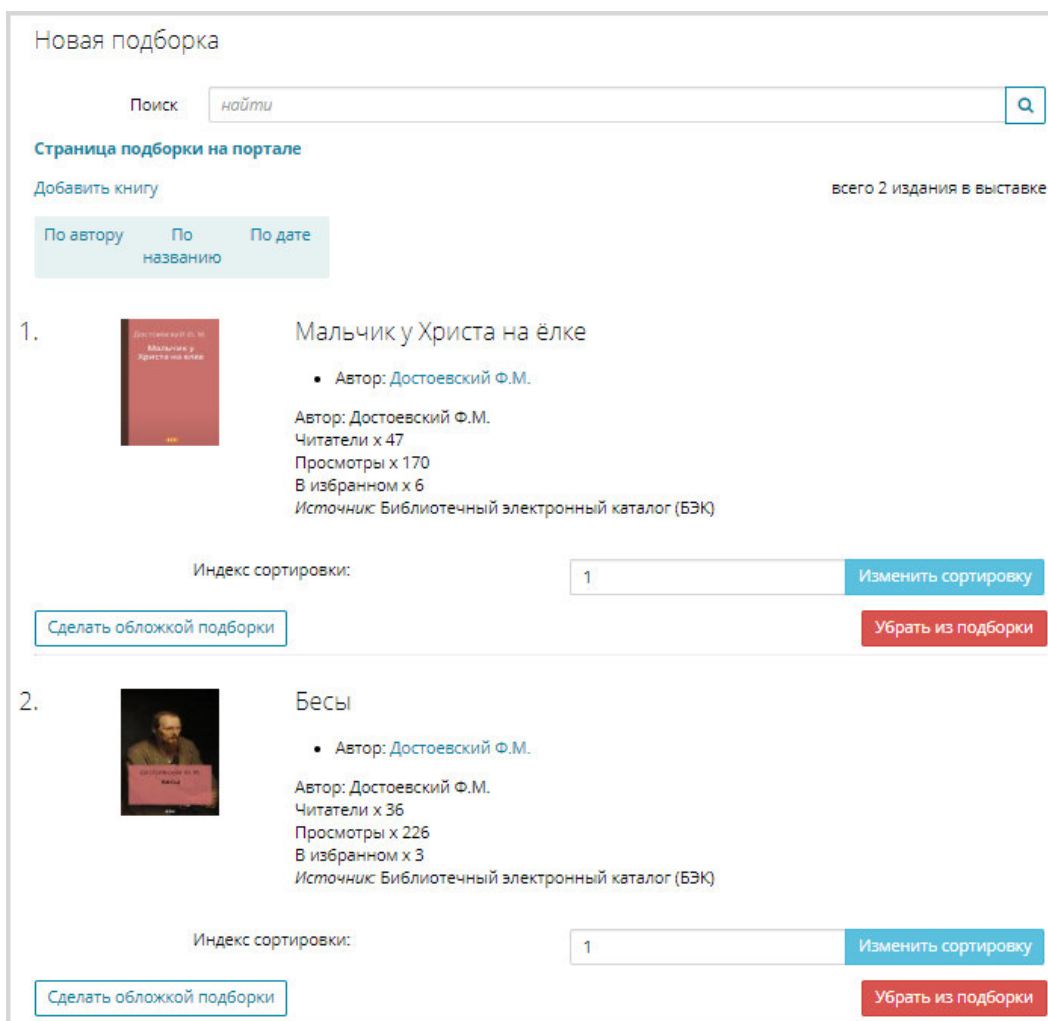 Новая подборка
Поиск
найти
Страница подборки на портале
Добавить книгу
всего 2 издания в выставке
По автору
По названию
По дате
1.
Достоевский Ф. М.
Мальчик у
Христа на ёлке
Мальчик у Христа на ёлке
• Автор: Достоевский Ф.М.
Автор: Достоевский Ф.М.
Читатели x 47
Просмотры x 170
В избранном x 6
Источник: Библиотечный электронный каталог (БЭК)
Индекс сортировки:
1
Изменить сортировку
Сделать обложкой подборки
Убрать из подборки
2.
Достоевский Ф. М.
Бесы
Бесы
• Автор: Достоевский Ф.М.
Автор: Достоевский Ф.М.
Читатели x 36
Просмотры x 226
В избранном x 3
Источник: Библиотечный электронный каталог (БЭК)
Индекс сортировки:
1
Изменить сортировку
Сделать обложкой подборки
Убрать из подборки